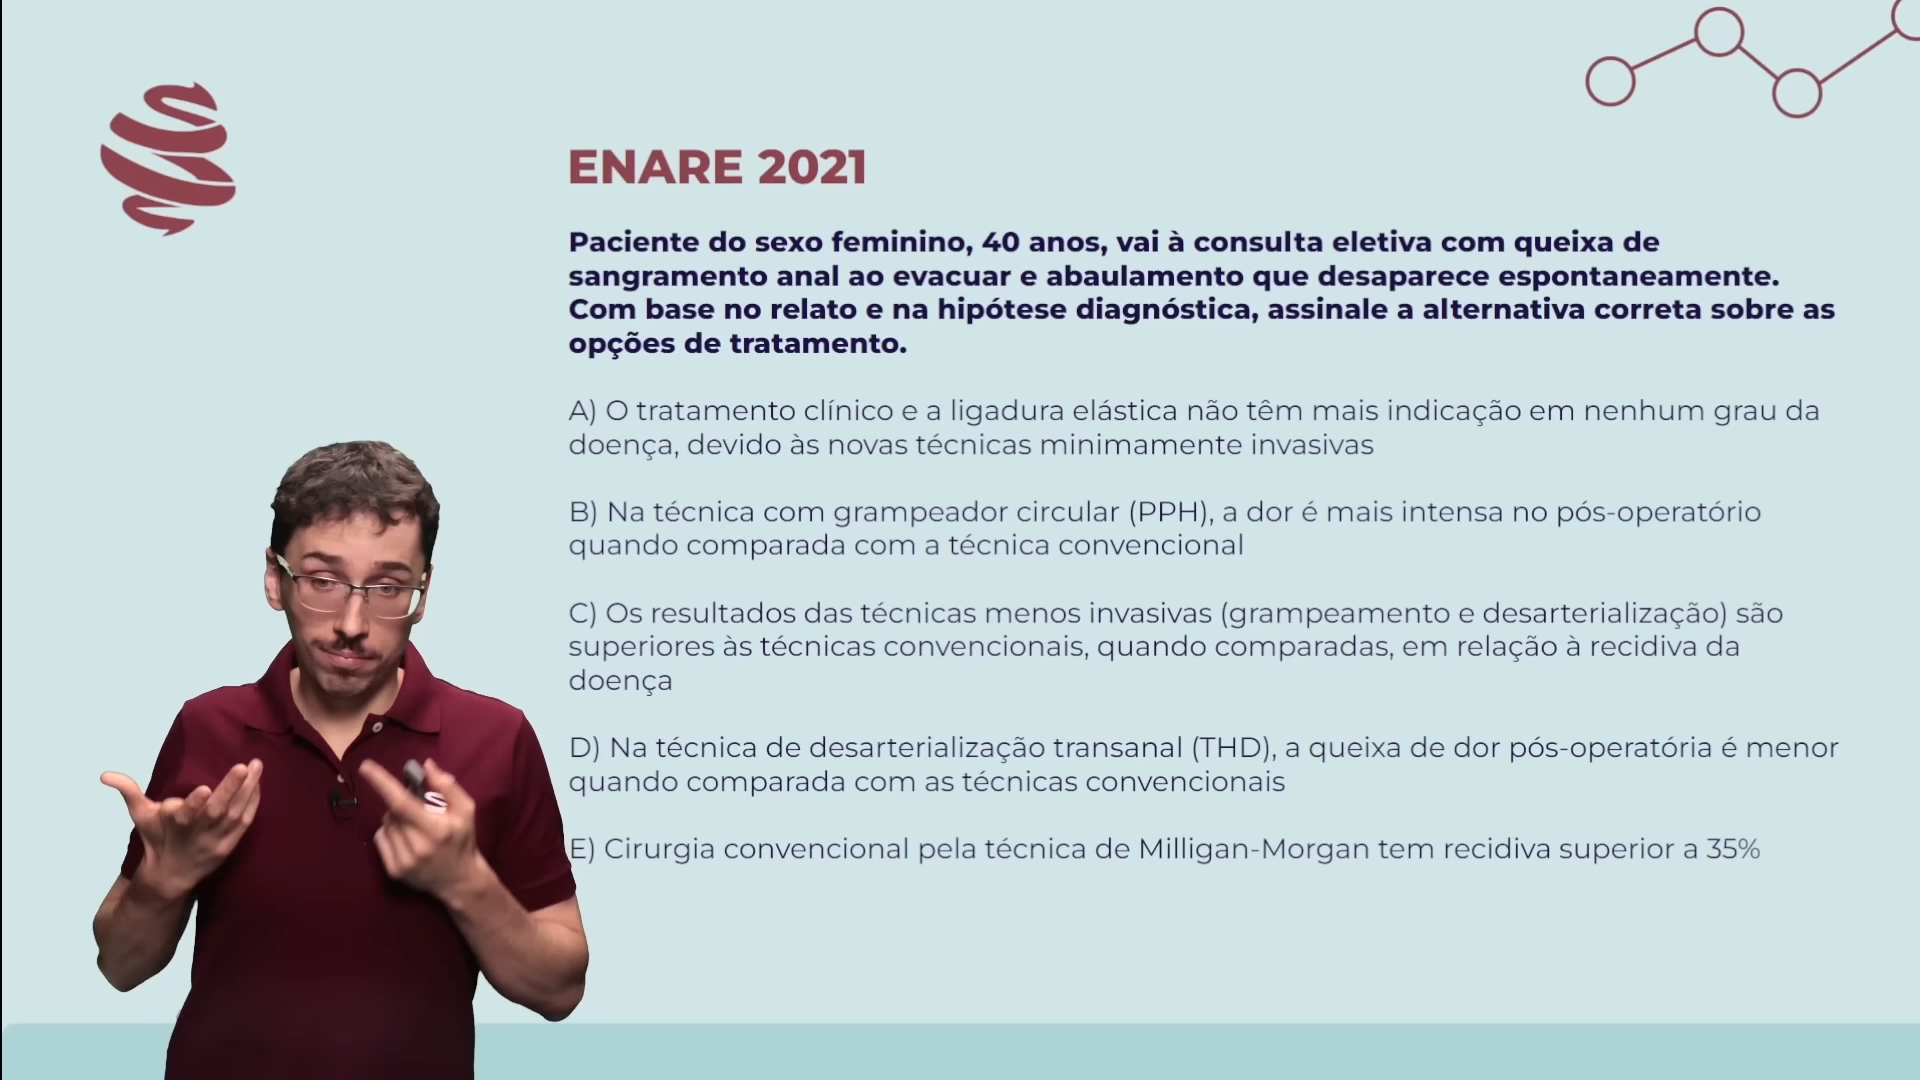 ENARE 2021
Paciente do sexo feminino, 40 anos, vai à consulta eletiva com queixa de
sangramento anal ao evacuar e abaulamento que desaparece espontaneamente.
Com base no relato e na hipótese diagnóstica, assinale a alternativa correta sobre as
opções de tratamento.
A) O tratamento clínico e a ligadura elástica não têm mais indicação em nenhum grau da
doença, devido às novas técnicas minimamente invasivas
B) Na técnica com grampeador circular (PPH), a dor é mais intensa no pós-operatório
quando comparada com a técnica convencional
C) Os resultados das técnicas menos invasivas (grampeamento e desarterialização) são
superiores às técnicas convencionais, quando comparadas, em relação à recidiva da
doença
D) Na técnica de desarterialização transanal (THD), a queixa de dor pós-operatória é menor
quando comparada com as técnicas convencionais
E) Cirurgia convencional pela técnica de Milligan-Morgan tem recidiva superior a 35%